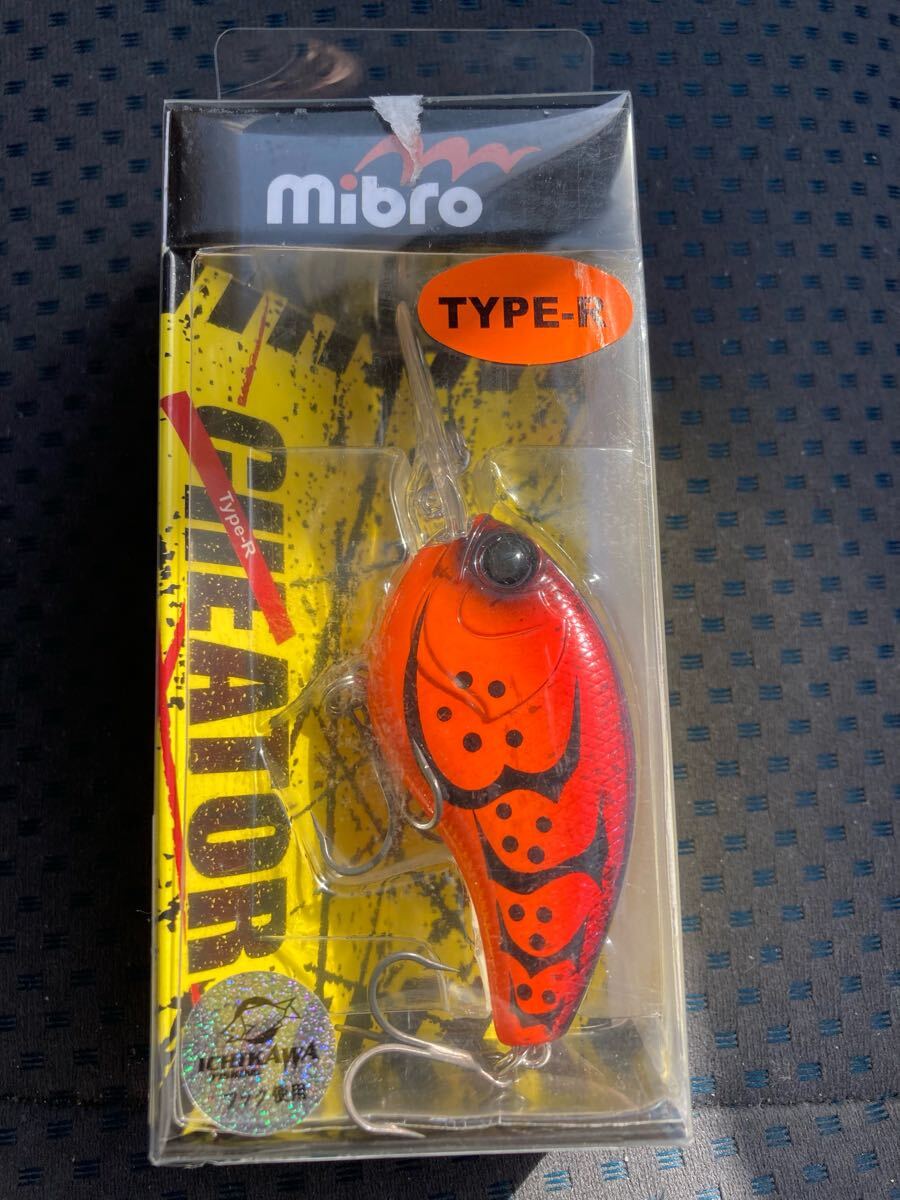 mibro
TYPE-R
CHEATOR
Type-R
ICHIKAWA
フック使用